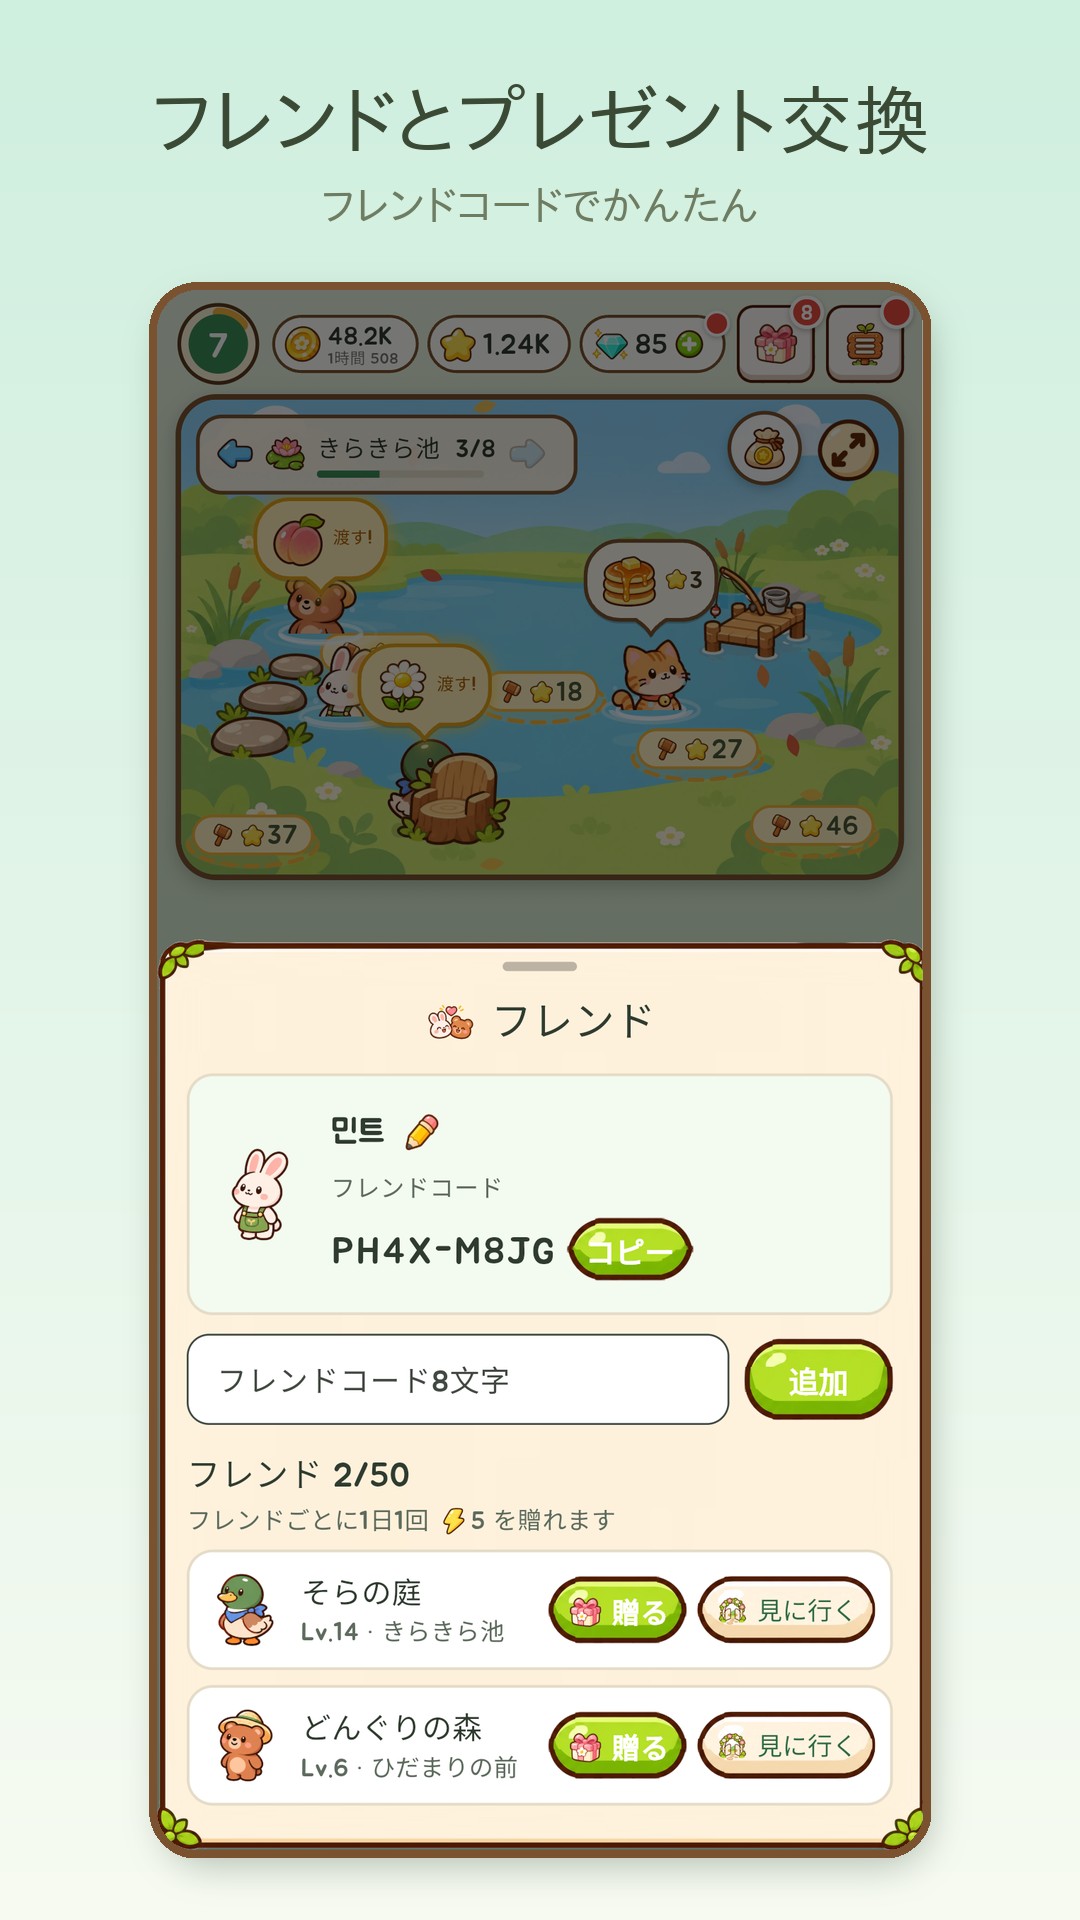 フレンドとプレゼント交換
フレンドコードでかんたん
7
48.2K
1時間 508
1.24K
85
8
きらきら池 3/8
渡す!
3
渡す!
18
27
37
46
フレンド
민트
フレンドコード
PH4X-M8JG
コピー
フレンドコード8文字
追加
フレンド 2/50
フレンドごとに1日1回 5 を贈れます
そらの庭
Lv.14 · きらきら池
贈る
見に行く
どんぐりの森
Lv.6 · ひだまりの前
贈る
見に行く